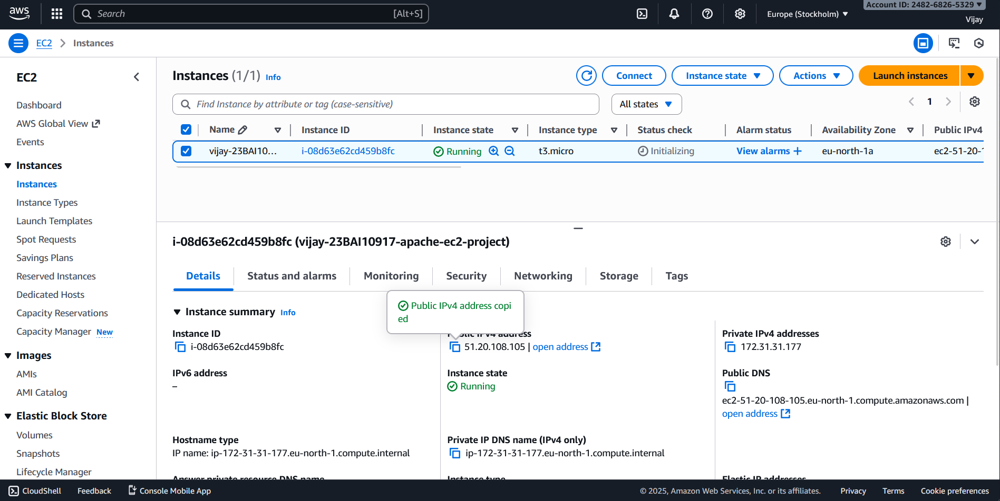 aws
Search [Alt+S]
Europe (Stockholm)
Account ID: 2482-6826-5329
Vijay
EC2 Instances
EC2
Dashboard
AWS Global View
Events
Instances
Instances
Instance Types
Launch Templates
Spot Requests
Savings Plans
Reserved Instances
Dedicated Hosts
Capacity Reservations
Capacity Manager New
Images
AMIs
AMI Catalog
Elastic Block Store
Volumes
Snapshots
Lifecycle Manager
Instances (1/1) Info
Connect Instance state Actions Launch instances
Find Instance by attribute or tag (case-sensitive) All states 1
Name Instance ID Instance state Instance type Status check Alarm status Availability Zone Public IPv4
vijay-23BAI10... i-08d63e62cd459b8fc Running t3.micro Initializing View alarms + eu-north-1a ec2-51-20-1
i-08d63e62cd459b8fc (vijay-23BAI10917-apache-ec2-project)
Details Status and alarms Monitoring Security Networking Storage Tags
Public IPv4 address copi
ed
Instance summary Info
Instance ID
i-08d63e62cd459b8fc
Public IPv4 address
51.20.108.105 | open address
Private IPv4 addresses
172.31.31.177
IPv6 address
–
Instance state
Running
Public DNS
ec2-51-20-108-105.eu-north-1.compute.amazonaws.com |
open address
Hostname type
IP name: ip-172-31-31-177.eu-north-1.compute.internal
Private IP DNS name (IPv4 only)
ip-172-31-31-177.eu-north-1.compute.internal
Answer private resource DNS name
Instance type
Elastic IP addresses
CloudShell Feedback Console Mobile App
© 2025, Amazon Web Services, Inc. or its affiliates. Privacy Terms Cookie preferences